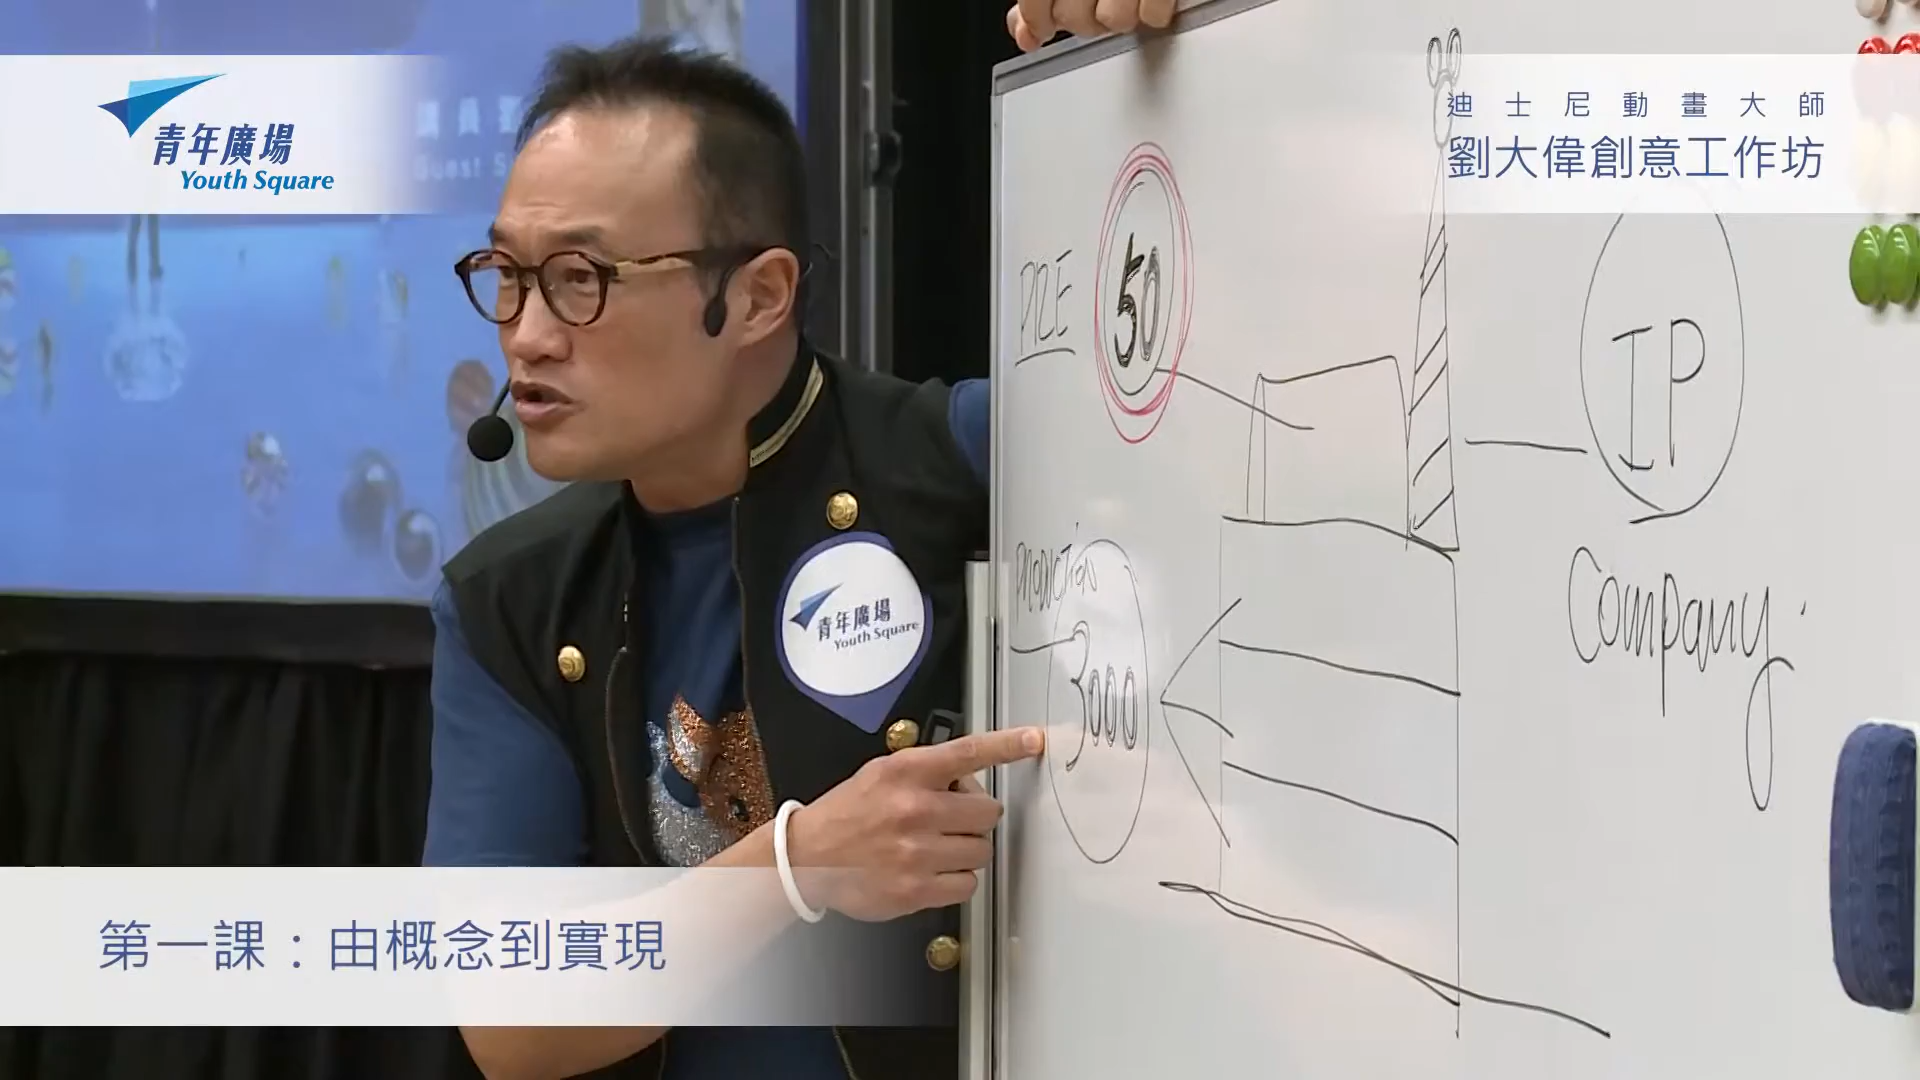 青年廣場
Youth Square
迪士尼動畫大師
劉大偉創意工作坊
PRE
50
IP
Company.
Production
3000
青年廣場
Youth Square
第一課：由概念到實現